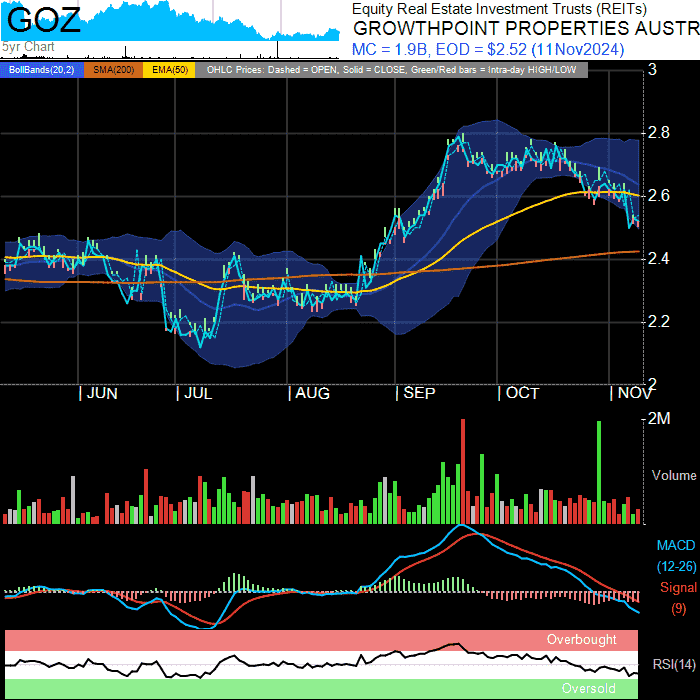 GOZ
5yr Chart
Equity Real Estate Investment Trusts (REITs)
GROWTHPOINT PROPERTIES AUSTR
MC = 1.9B, EOD = $2.52 (11Nov2024)
BollBands(20,2) SMA(200) EMA(50) OHLC Prices: Dashed = OPEN, Solid = CLOSE, Green/Red bars = Intra-day HIGH/LOW
3
2.8
2.6
2.4
2.2
2
| JUN | JUL | AUG | SEP | OCT | NOV
2M
Volume
MACD
(12-26)
Signal
(9)
Overbought
RSI(14)
Oversold